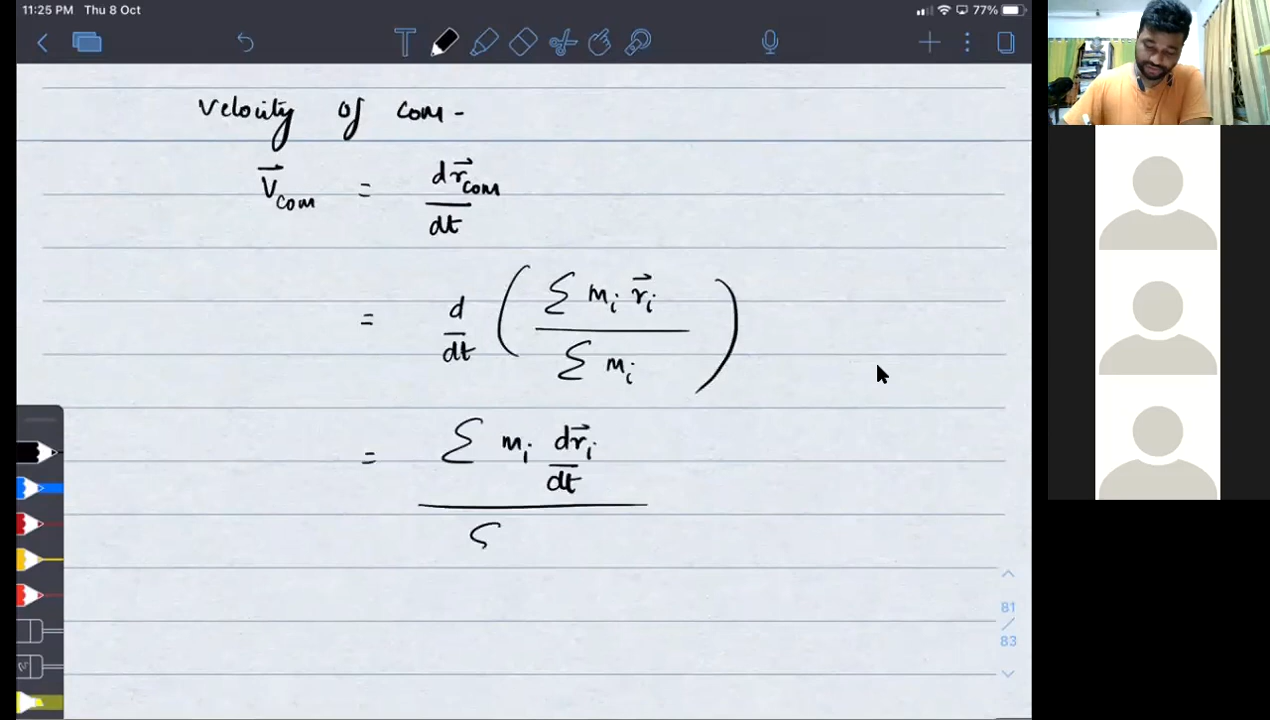 11:25 PM Thu 8 Oct 77%
T
Velocity of com -
V⃗com = dr⃗com / dt
= d/dt ( Σ mi r⃗i / Σ mi )
= Σ mi dr⃗i/dt
81
/
83